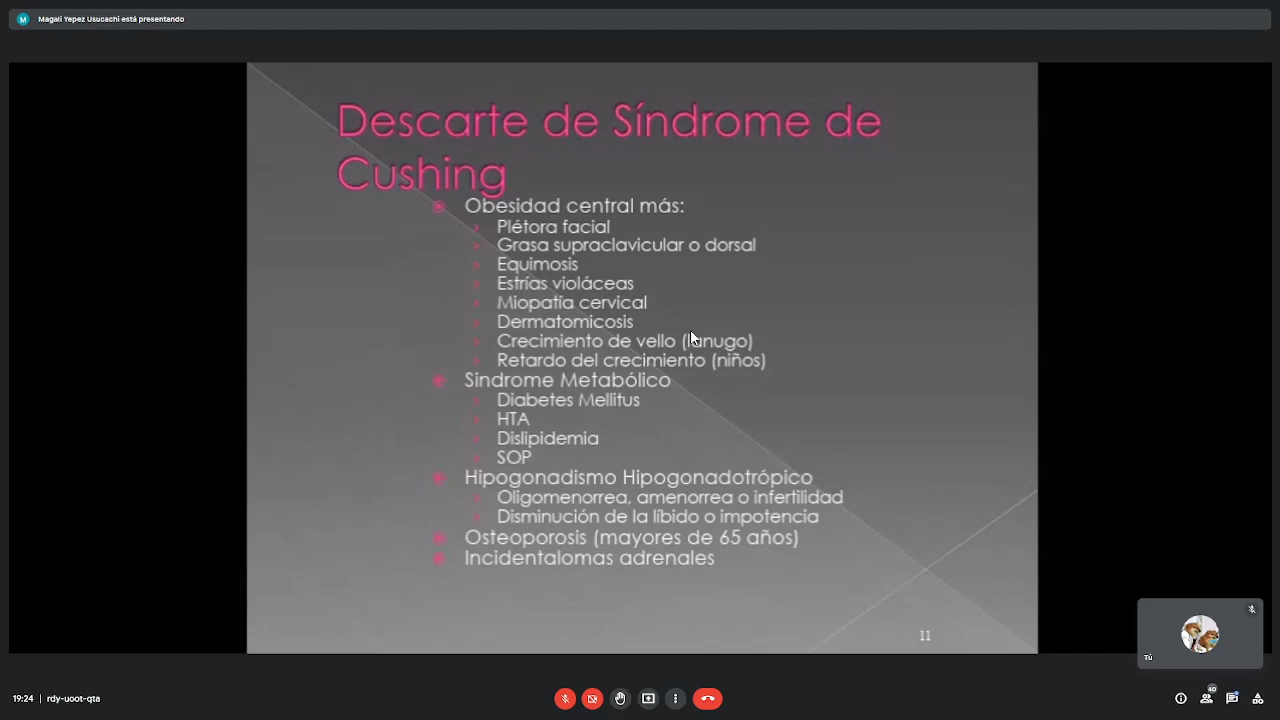 M
Magali Yepez Usucachi está presentando
Descarte de Síndrome de
Cushing
Obesidad central más:
Plétora facial
Grasa supraclavicular o dorsal
Equimosis
Estrías violáceas
Miopatía cervical
Dermatomicosis
Crecimiento de vello (lanugo)
Retardo del crecimiento (niños)
Sindrome Metabólico
Diabetes Mellitus
HTA
Dislipidemia
SOP
Hipogonadismo Hipogonadotrópico
Oligomenorrea, amenorrea o infertilidad
Disminución de la líbido o impotencia
Osteoporosis (mayores de 65 años)
Incidentalomas adrenales
11
Tú
19:24 | rdy-uoot-qta
40